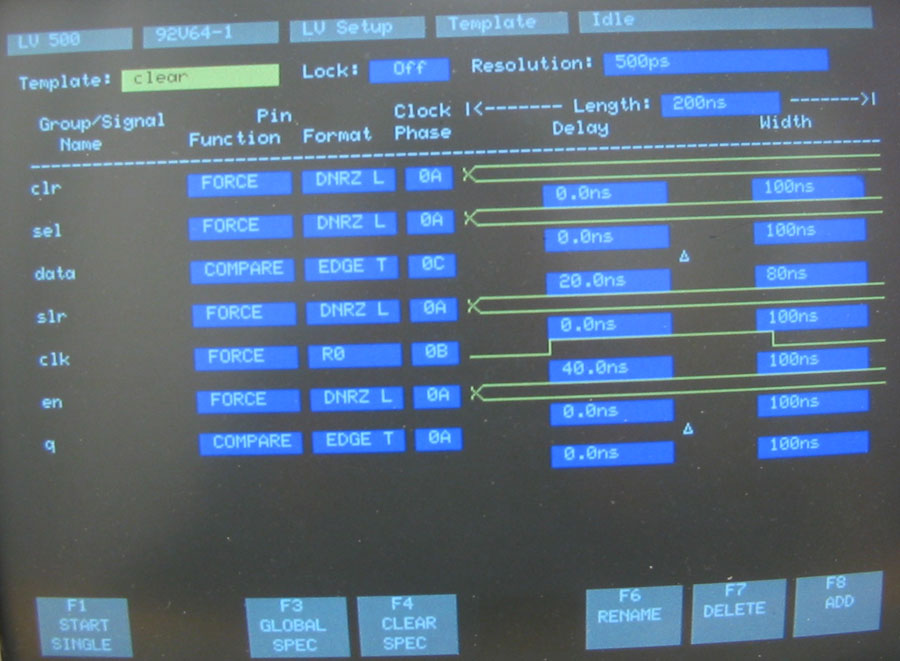 LV 500 92V64-1 LV Setup Template Idle
Template: clear Lock: Off Resolution: 500ps
Group/Signal Pin Clock |<------- Length: 200ns ------->|
Name Function Format Phase Delay Width
clr FORCE DNRZ L 0A 0.0ns 100ns
sel FORCE DNRZ L 0A 0.0ns 100ns
data COMPARE EDGE T 0C 20.0ns 80ns
slr FORCE DNRZ L 0A 0.0ns 100ns
clk FORCE R0 0B 40.0ns 100ns
en FORCE DNRZ L 0A 0.0ns 100ns
q COMPARE EDGE T 0A 0.0ns 100ns
F1 F3 F4 F6 F7 F8
START GLOBAL CLEAR RENAME DELETE ADD
SINGLE SPEC SPEC